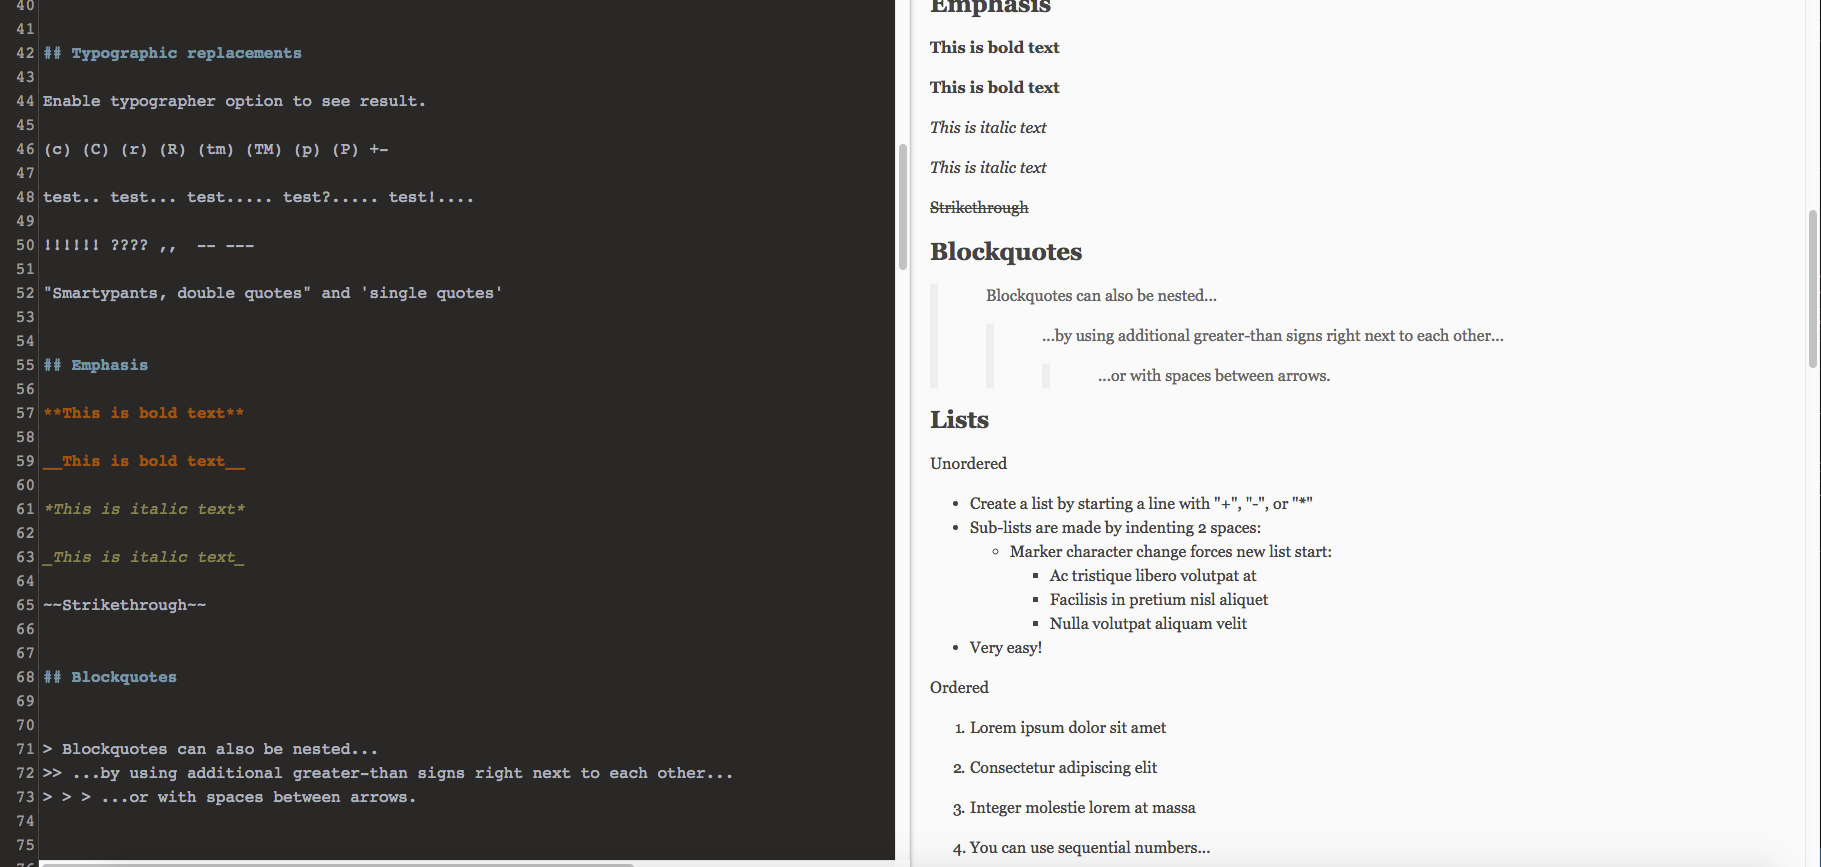 40
41
42 ## Typographic replacements
43
44 Enable typographer option to see result.
45
46 (c) (C) (r) (R) (tm) (TM) (p) (P) +-
47
48 test.. test... test..... test?..... test!....
49
50 !!!!!! ???? ,,  -- ---
51
52 "Smartypants, double quotes" and 'single quotes'
53
54
55 ## Emphasis
56
57 **This is bold text**
58
59 __This is bold text__
60
61 *This is italic text*
62
63 _This is italic text_
64
65 ~~Strikethrough~~
66
67
68 ## Blockquotes
69
70
71 > Blockquotes can also be nested...
72 >> ...by using additional greater-than signs right next to each other...
73 > > > ...or with spaces between arrows.
74
75
76
Emphasis
This is bold text
This is bold text
This is italic text
This is italic text
Strikethrough
Blockquotes
Blockquotes can also be nested...
...by using additional greater-than signs right next to each other...
...or with spaces between arrows.
Lists
Unordered
• Create a list by starting a line with "+", "-", or "*"
• Sub-lists are made by indenting 2 spaces:
◦ Marker character change forces new list start:
▪ Ac tristique libero volutpat at
▪ Facilisis in pretium nisl aliquet
▪ Nulla volutpat aliquam velit
• Very easy!
Ordered
1. Lorem ipsum dolor sit amet
2. Consectetur adipiscing elit
3. Integer molestie lorem at massa
4. You can use sequential numbers...